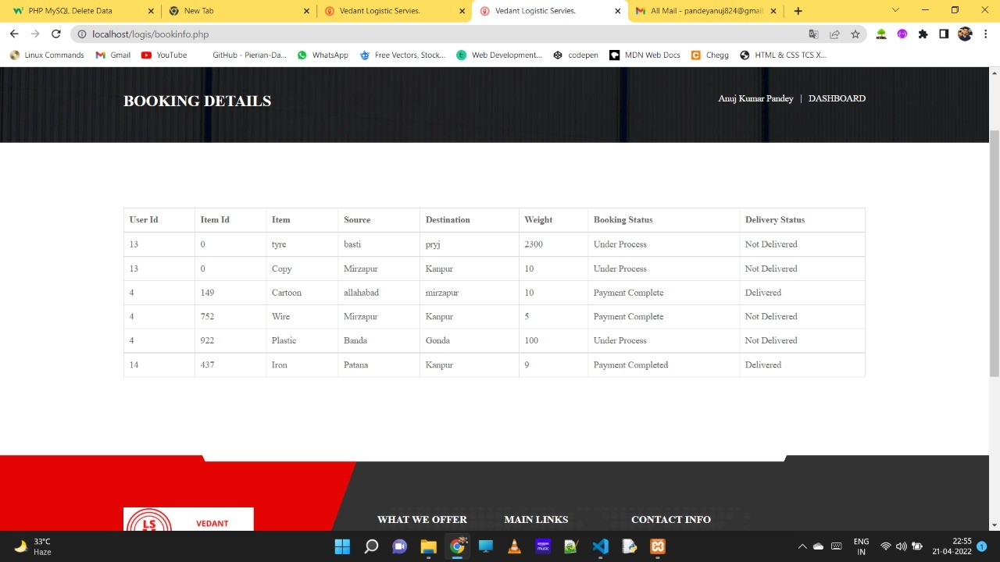 PHP MySQL Delete Data
New Tab
Vedant Logistic Servies.
Vedant Logistic Servies.
All Mail - pandeyanuj824@gmail
localhost/logis/bookinfo.php
Linux Commands
Gmail
YouTube
GitHub - Pierian-Da...
WhatsApp
Free Vectors, Stock...
Web Development...
codepen
MDN Web Docs
Chegg
HTML & CSS TCS X...
BOOKING DETAILS
Anuj Kumar Pandey | DASHBOARD
User Id Item Id Item Source Destination Weight Booking Status Delivery Status
13 0 tyre basti pryj 2300 Under Process Not Delivered
13 0 Copy Mirzapur Kanpur 10 Under Process Not Delivered
4 149 Cartoon allahabad mirzapur 10 Payment Complete Delivered
4 752 Wire Mirzapur Kanpur 5 Payment Complete Not Delivered
4 922 Plastic Banda Gonda 100 Under Process Not Delivered
14 437 Iron Patana Kanpur 9 Payment Completed Delivered
LS
VEDANT
WHAT WE OFFER
MAIN LINKS
CONTACT INFO
33°C
Haze
ENG
IN
22:55
21-04-2022
1